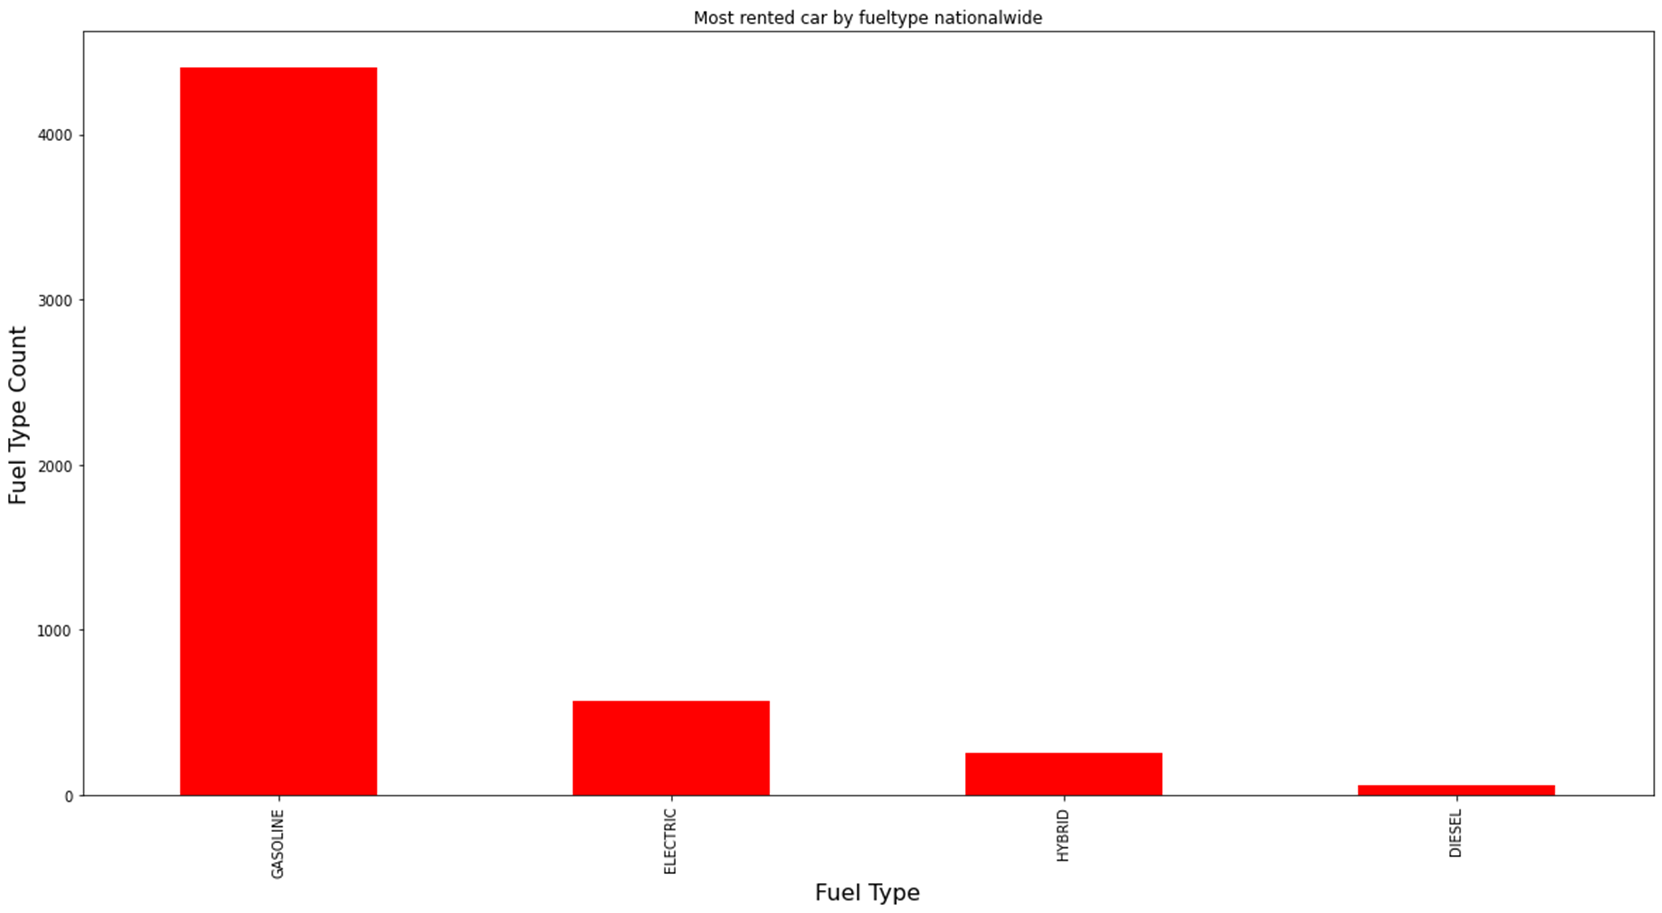 Most rented car by fueltype nationalwide
Fuel Type Count
4000
3000
2000
1000
0
GASOLINE
ELECTRIC
HYBRID
DIESEL
Fuel Type